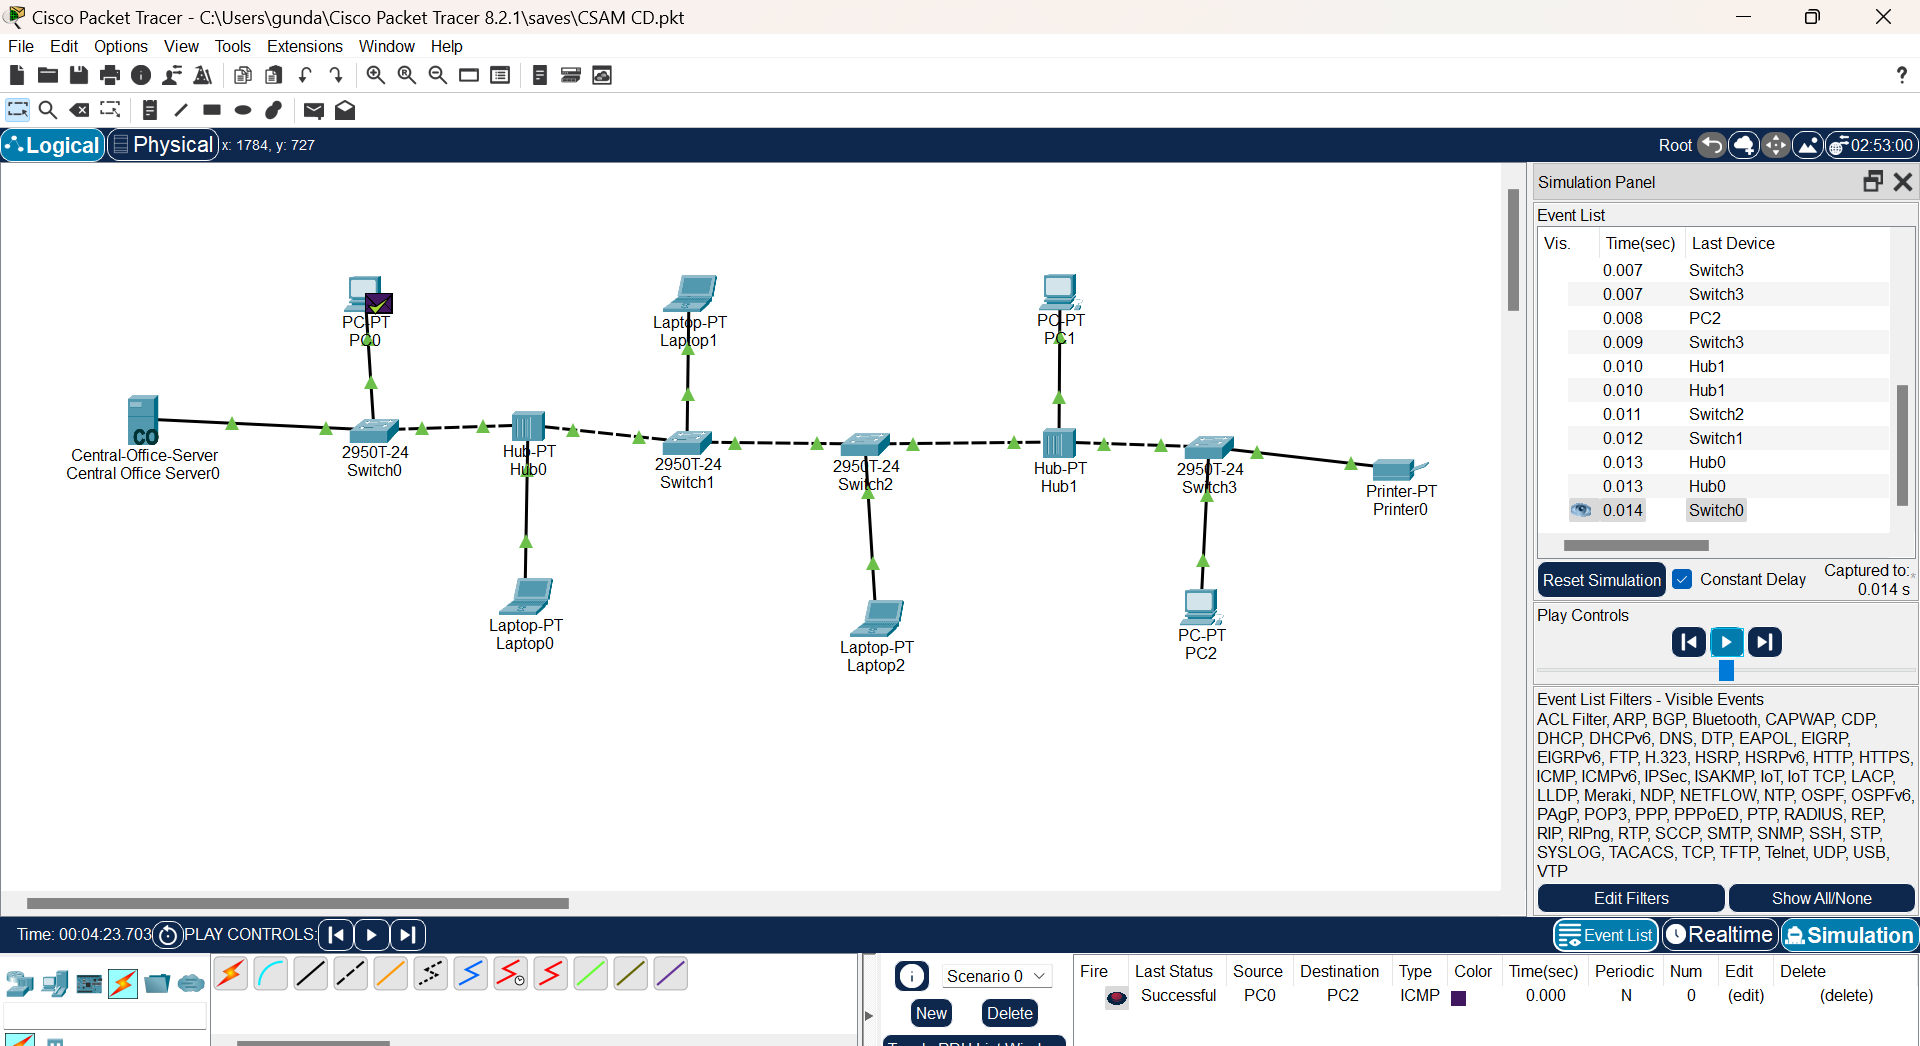 Cisco Packet Tracer - C:\Users\gunda\Cisco Packet Tracer 8.2.1\saves\CSAM CD.pkt
File Edit Options View Tools Extensions Window Help
?
Logical Physical x: 1784, y: 727 Root 02:53:00
Simulation Panel
Event List
Vis. Time(sec) Last Device
0.007 Switch3
0.007 Switch3
0.008 PC2
0.009 Switch3
0.010 Hub1
0.010 Hub1
0.011 Switch2
0.012 Switch1
0.013 Hub0
0.013 Hub0
0.014 Switch0
Reset Simulation Constant Delay Captured to:
0.014 s
Play Controls
Event List Filters - Visible Events
ACL Filter, ARP, BGP, Bluetooth, CAPWAP, CDP,
DHCP, DHCPv6, DNS, DTP, EAPOL, EIGRP,
EIGRPv6, FTP, H.323, HSRP, HSRPv6, HTTP, HTTPS,
ICMP, ICMPv6, IPSec, ISAKMP, IoT, IoT TCP, LACP,
LLDP, Meraki, NDP, NETFLOW, NTP, OSPF, OSPFv6,
PAgP, POP3, PPP, PPPoED, PTP, RADIUS, REP,
RIP, RIPng, RTP, SCCP, SMTP, SNMP, SSH, STP,
SYSLOG, TACACS, TCP, TFTP, Telnet, UDP, USB,
VTP
Edit Filters Show All/None
PC-PT
PC0
Laptop-PT
Laptop1
PC-PT
PC1
CO
Central-Office-Server
Central Office Server0
2950T-24
Switch0
Hub-PT
Hub0
2950T-24
Switch1
2950T-24
Switch2
Hub-PT
Hub1
2950T-24
Switch3
Printer-PT
Printer0
Laptop-PT
Laptop0
Laptop-PT
Laptop2
PC-PT
PC2
Time: 00:04:23.703 PLAY CONTROLS: Event List Realtime Simulation
Scenario 0
New Delete
Fire Last Status Source Destination Type Color Time(sec) Periodic Num Edit Delete
Successful PC0 PC2 ICMP 0.000 N 0 (edit) (delete)